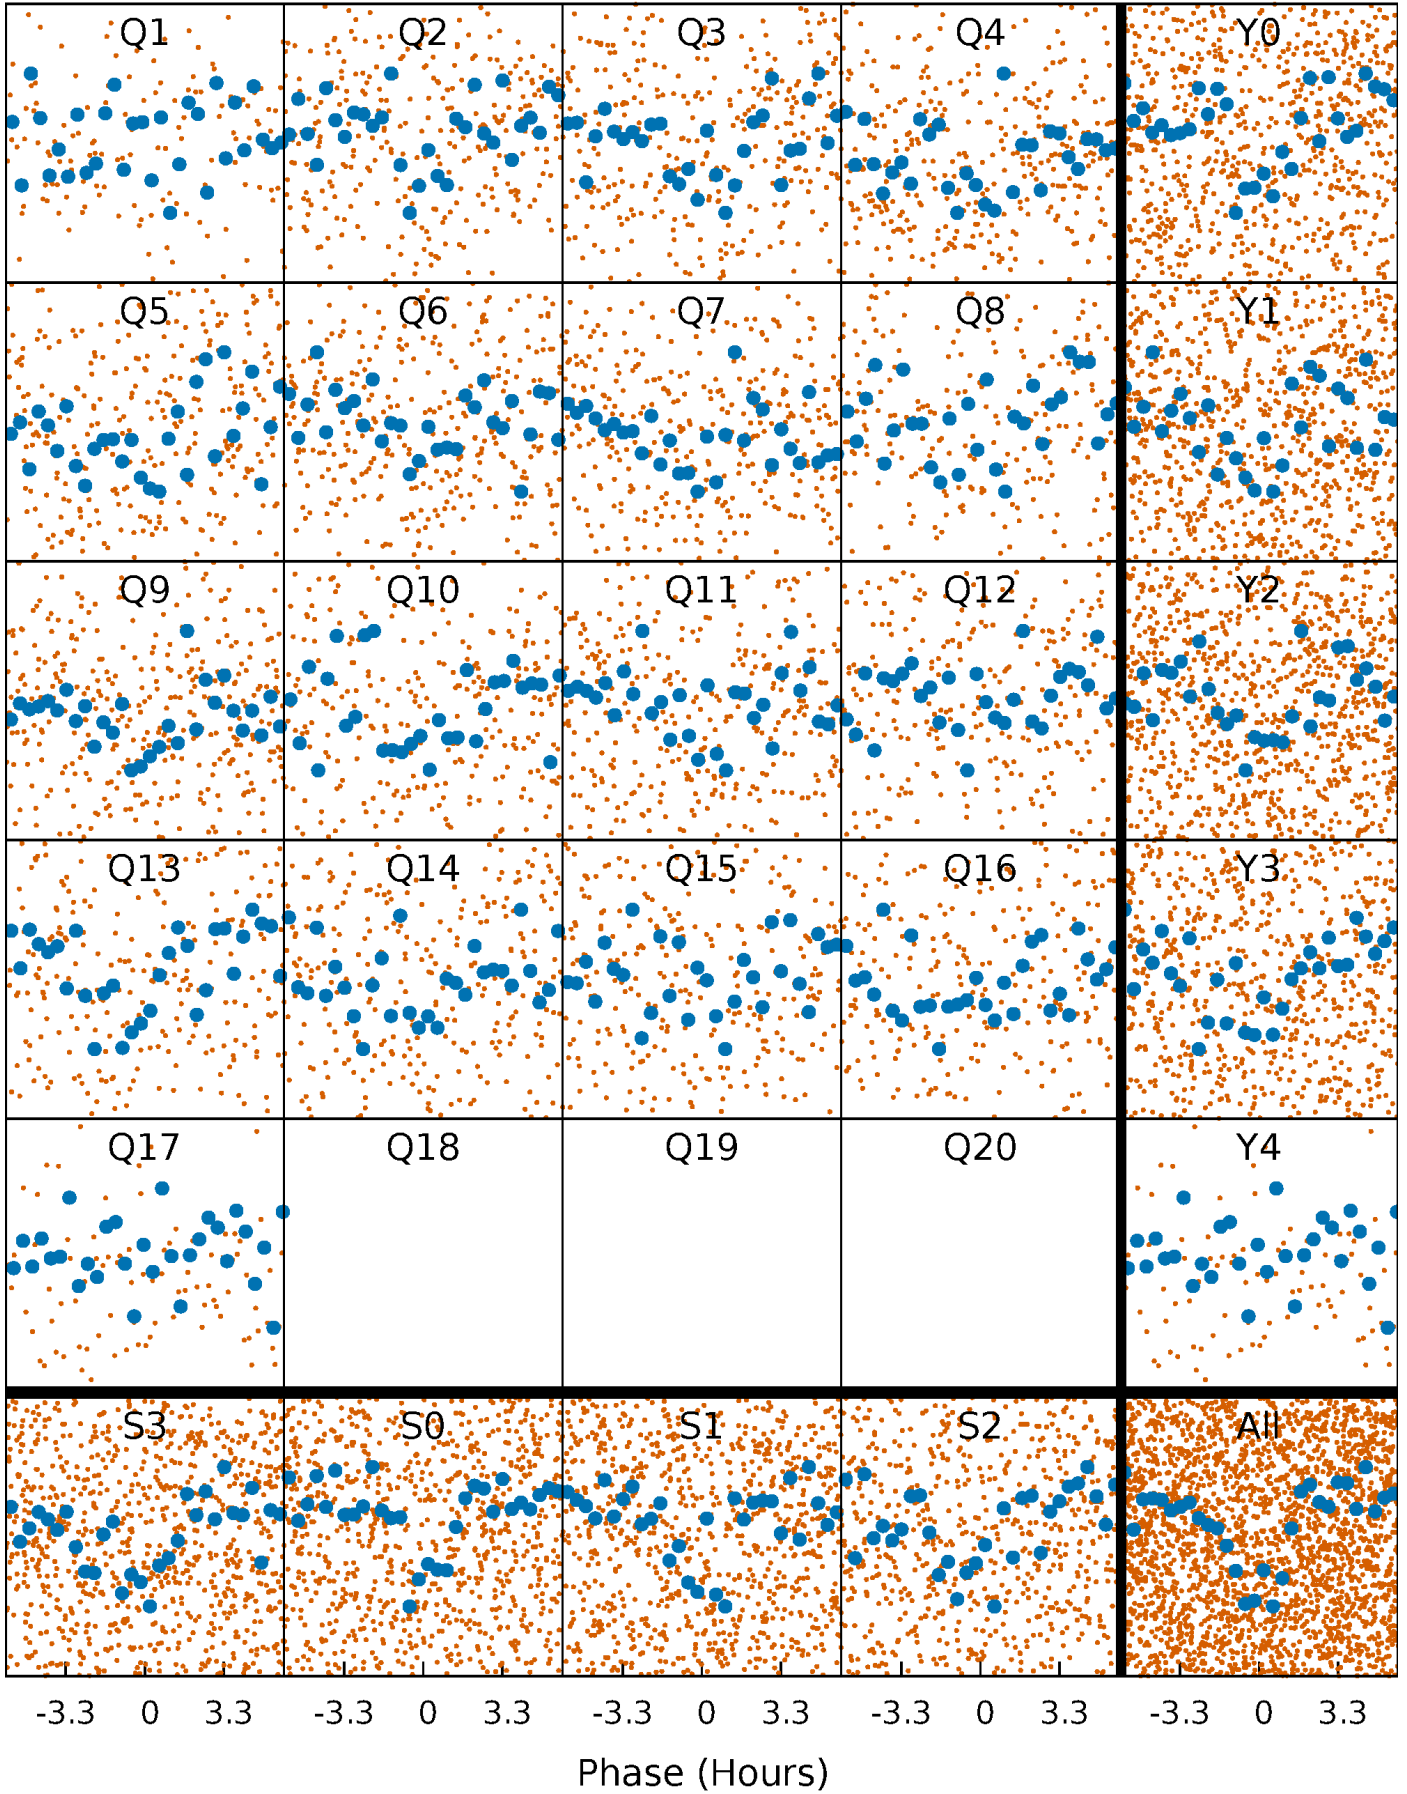 Q1 Q2 Q3 Q4 Y0
Q5 Q6 Q7 Q8 Y1
Q9 Q10 Q11 Q12 Y2
Q13 Q14 Q15 Q16 Y3
Q17 Q18 Q19 Q20 Y4
S3 S0 S1 S2 All
-3.3 0 3.3 -3.3 0 3.3 -3.3 0 3.3 -3.3 0 3.3 -3.3 0 3.3
Phase (Hours)